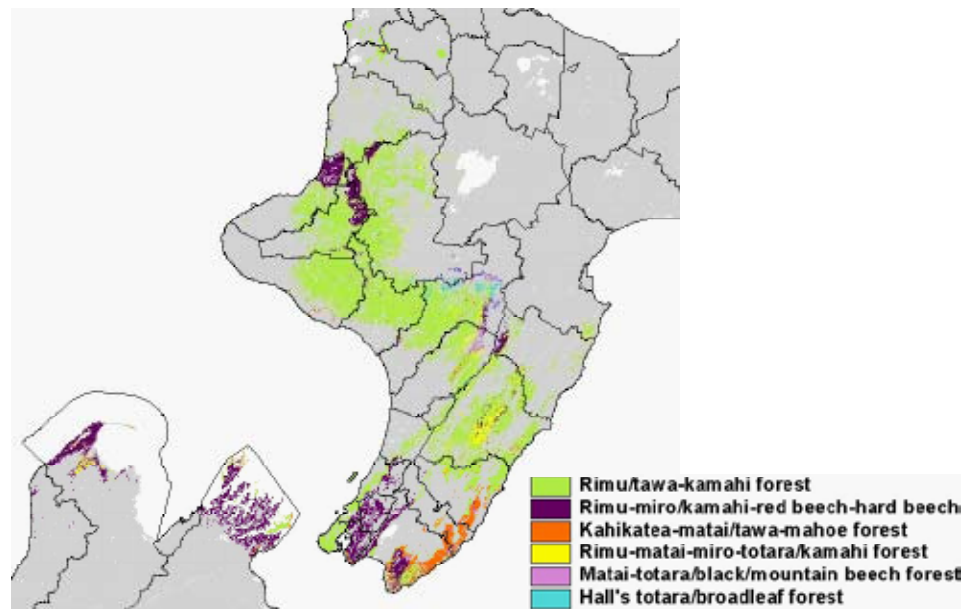 Rimu/tawa-kamahi forest
Rimu-miro/kamahi-red beech-hard beech
Kahikatea-matai/tawa-mahoe forest
Rimu-matai-miro-totara/kamahi forest
Matai-totara/black/mountain beech forest
Hall's totara/broadleaf forest